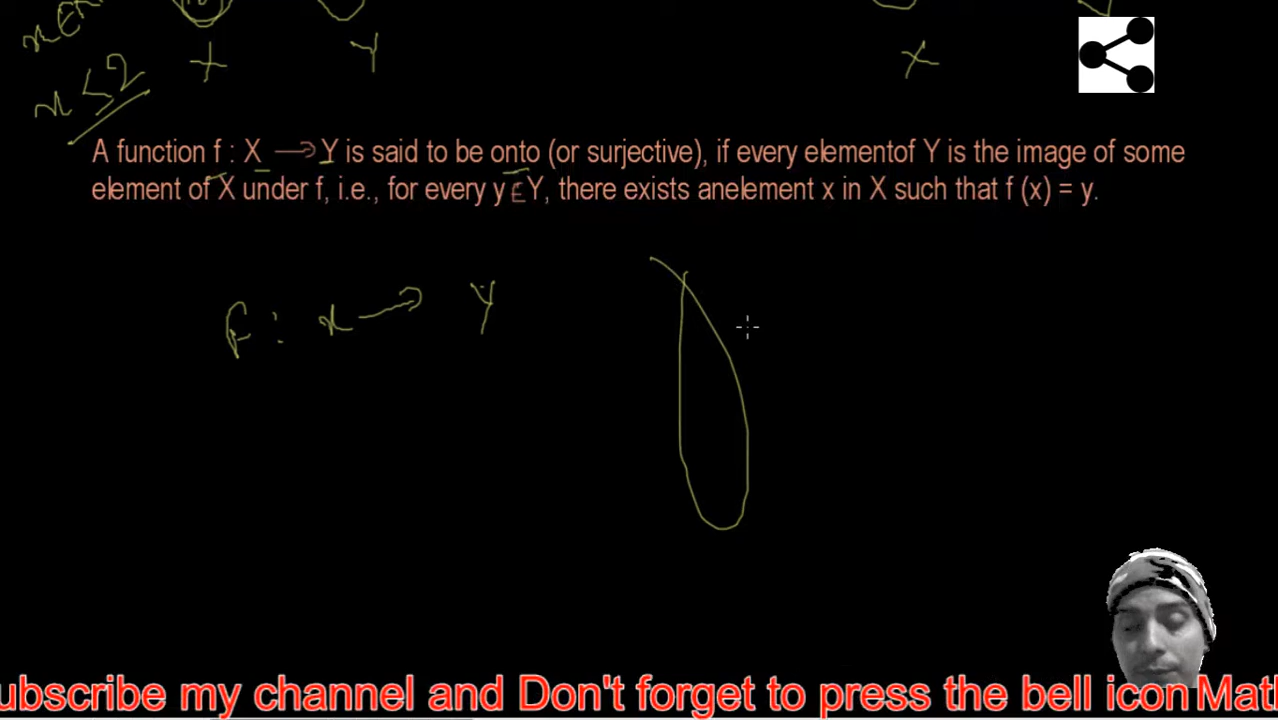 X Y X
x ≤ 2
A function f : X → Y is said to be onto (or surjective), if every elementof Y is the image of some
element of X under f, i.e., for every y E Y, there exists anelement x in X such that f (x) = y.
F : x → Y
ubscribe my channel and Don't forget to press the bell icon Mat